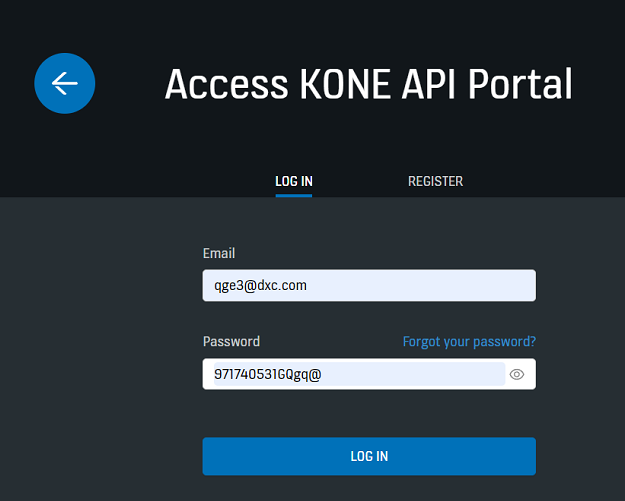 Access KONE API Portal
LOG IN
REGISTER
Email
qge3@dxc.com
Password
Forgot your password?
971740531GQgq@
LOG IN